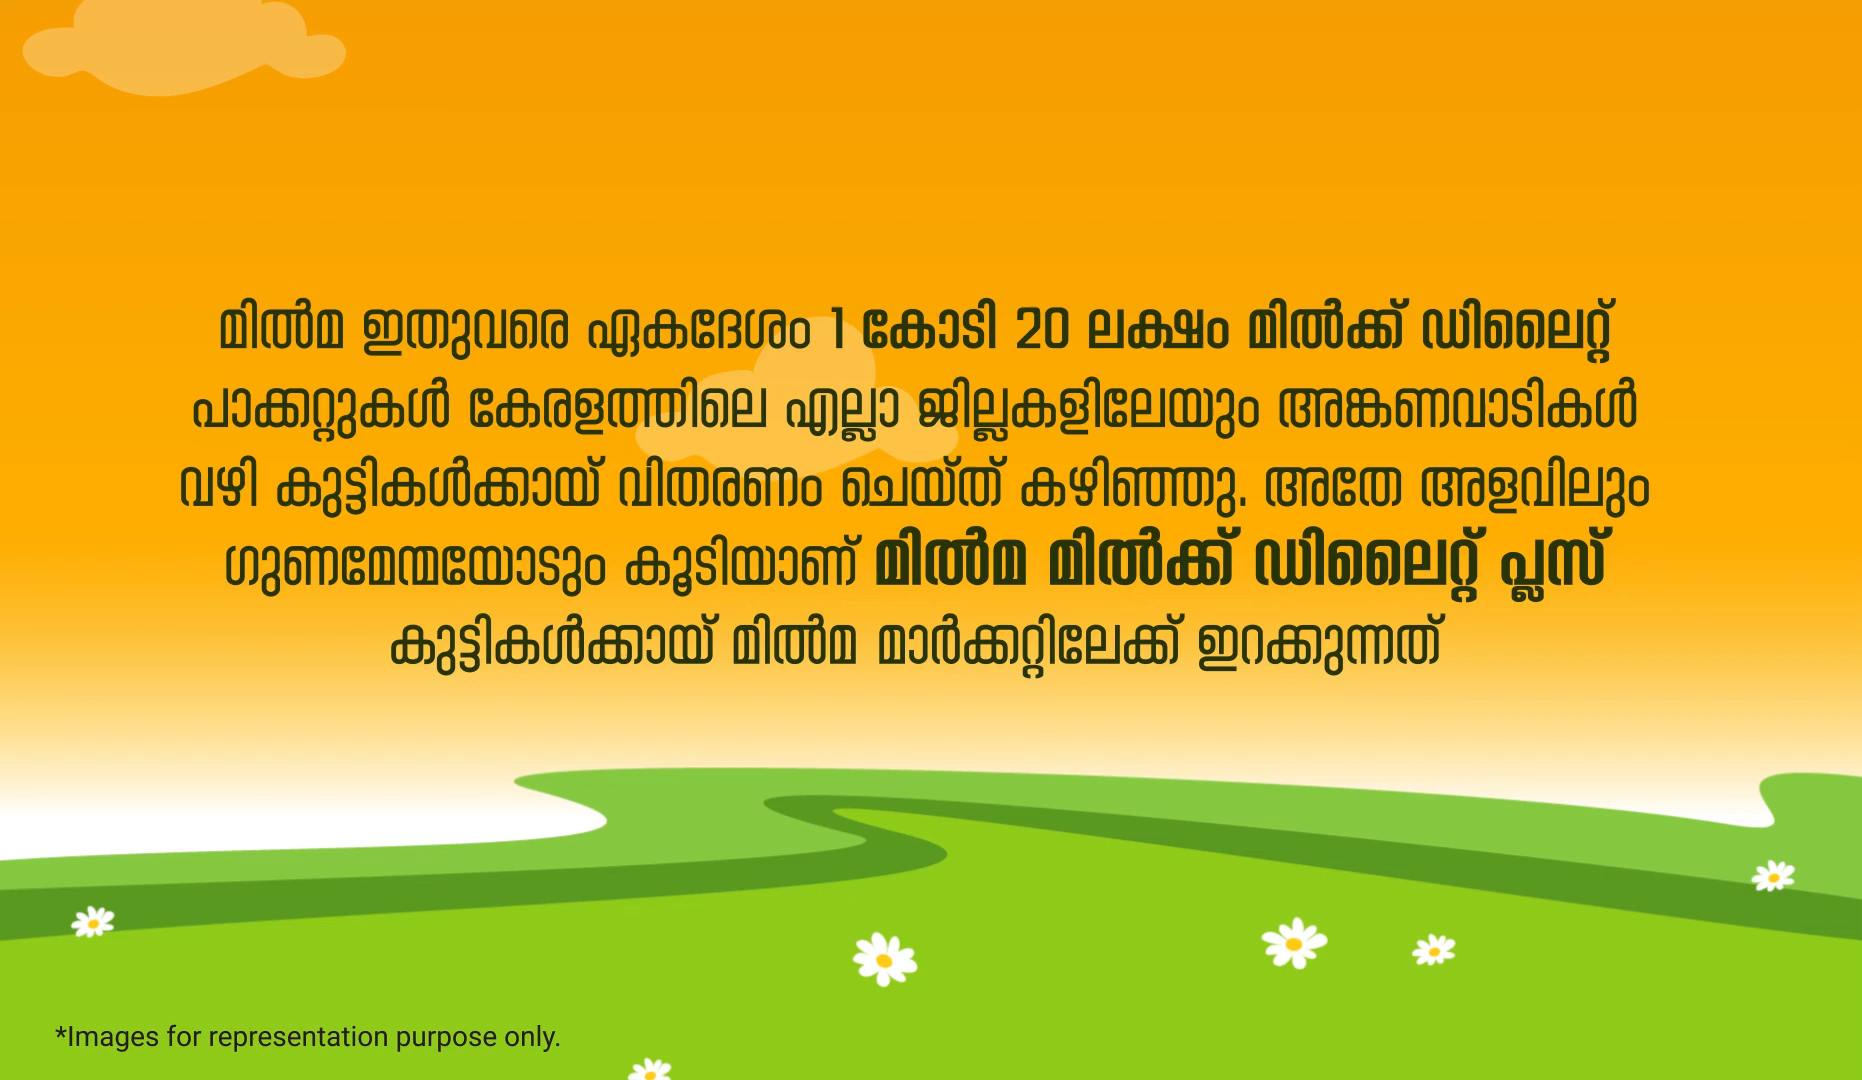 മിൽമ ഇതുവരെ ഏകദേശം 1 കോടി 20 ലക്ഷം മിൽക്ക് ഡിലൈറ്റ്
പാക്കറ്റുകൾ കേരളത്തിലെ എല്ലാ ജില്ലകളിലേയും അങ്കണവാടികൾ
വഴി കുട്ടികൾക്കായ് വിതരണം ചെയ്ത് കഴിഞ്ഞു. അതേ അളവിലും
ഗുണമേന്മയോടും കൂടിയാണ് മിൽമ മിൽക്ക് ഡിലൈറ്റ് പ്ലസ്
കുട്ടികൾക്കായ് മിൽമ മാർക്കറ്റിലേക്ക് ഇറക്കുന്നത്
*Images for representation purpose only.